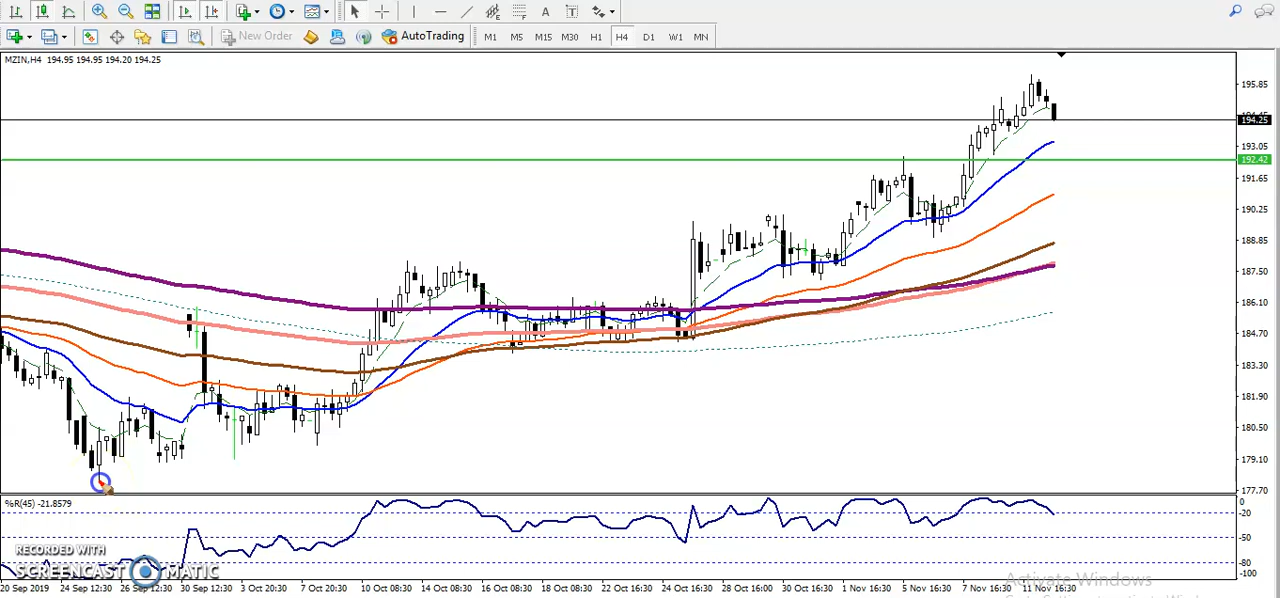 A T
New Order AutoTrading M1 M5 M15 M30 H1 H4 D1 W1 MN
MZIN,H4 194.95 194.95 194.20 194.25
195.85
194.25
193.05
192.42
191.65
190.25
188.85
187.50
186.10
184.70
183.30
181.90
180.50
179.10
177.70
%R(45) -21.8579
0
-20
-50
-80
-100
RECORDED WITH
SCREENCAST MATIC
Activate Windows
20 Sep 2019 24 Sep 12:30 26 Sep 12:30 30 Sep 12:30 3 Oct 20:30 7 Oct 20:30 10 Oct 08:30 14 Oct 08:30 16 Oct 08:30 18 Oct 08:30 22 Oct 16:30 24 Oct 16:30 28 Oct 16:30 30 Oct 16:30 1 Nov 16:30 5 Nov 16:30 7 Nov 16:30 11 Nov 16:30